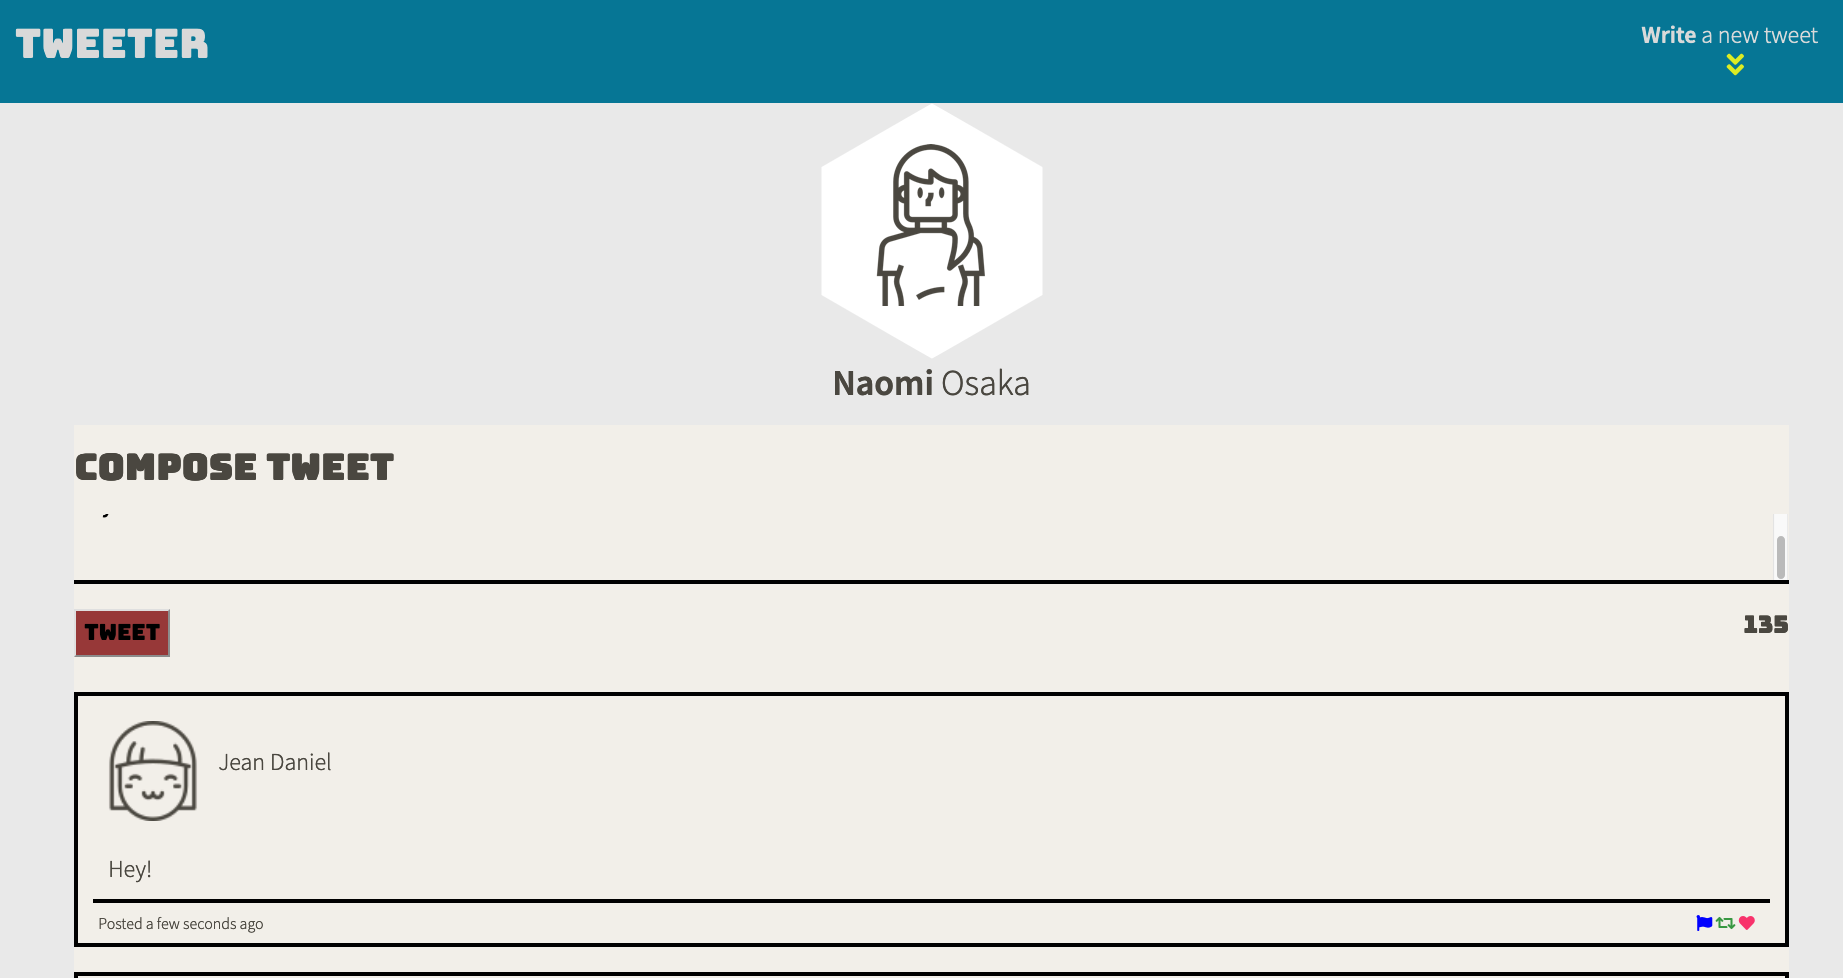 TWEETER
Write a new tweet
Naomi Osaka
COMPOSE TWEET
TWEET
135
Jean Daniel
Hey!
Posted a few seconds ago